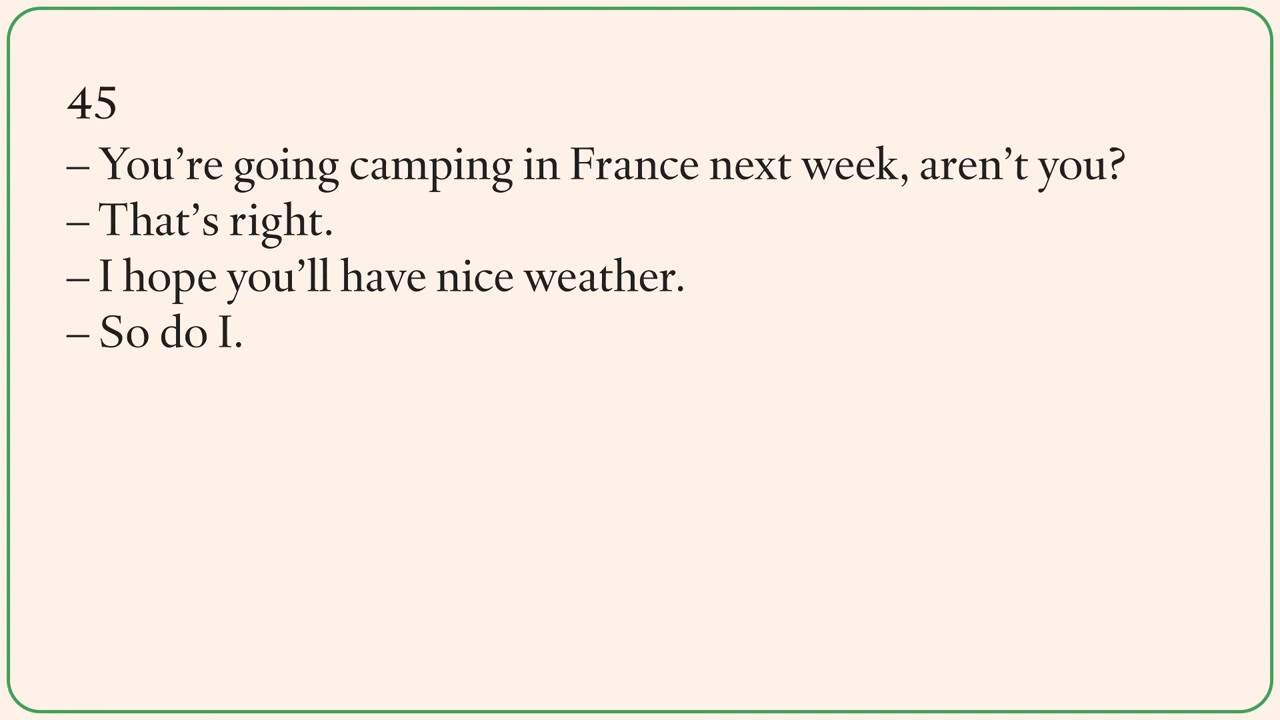 45
– You’re going camping in France next week, aren’t you?
– That’s right.
– I hope you’ll have nice weather.
– So do I.